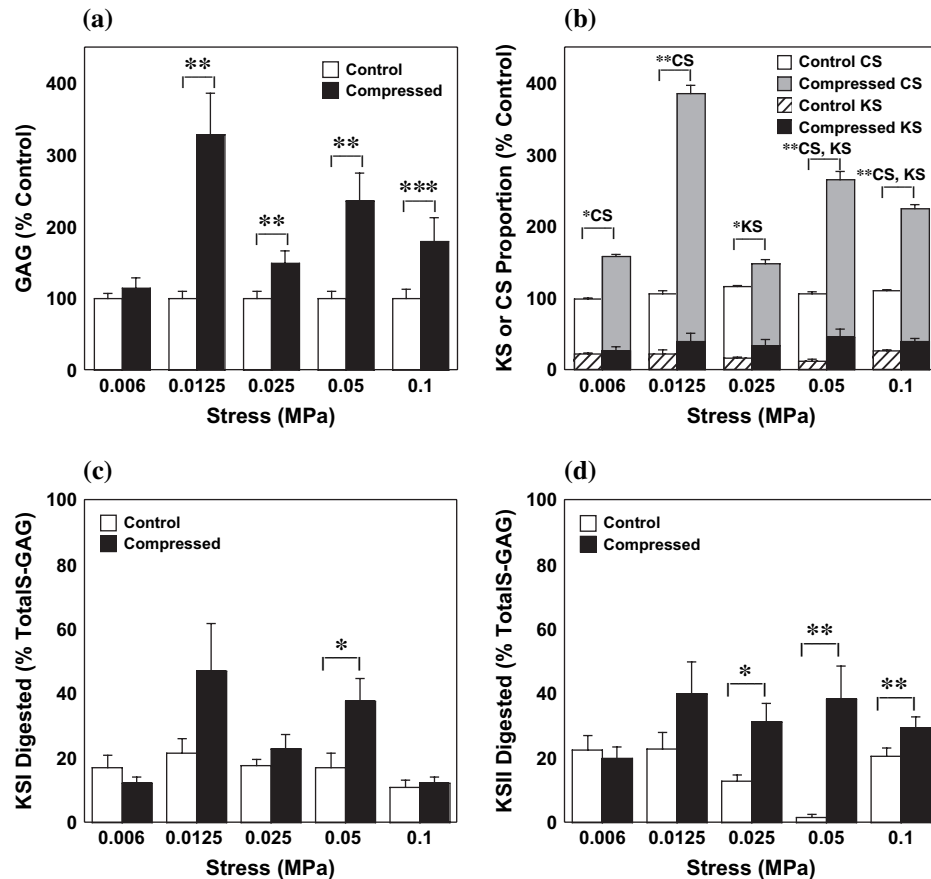 (a)
GAG (% Control)
400
300
200
100
0
Control
Compressed
**
**
**
***
0.006 0.0125 0.025 0.05 0.1
Stress (MPa)
(b)
KS or CS Proportion (% Control)
400
300
200
100
0
Control CS
Compressed CS
Control KS
Compressed KS
*CS
**CS
*KS
**CS, KS
**CS, KS
0.006 0.0125 0.025 0.05 0.1
Stress (MPa)
(c)
KSI Digested (% TotalS-GAG)
100
80
60
40
20
0
Control
Compressed
*
0.006 0.0125 0.025 0.05 0.1
Stress (MPa)
(d)
KSII Digested (% TotalS-GAG)
100
80
60
40
20
0
Control
Compressed
*
**
**
0.006 0.0125 0.025 0.05 0.1
Stress (MPa)